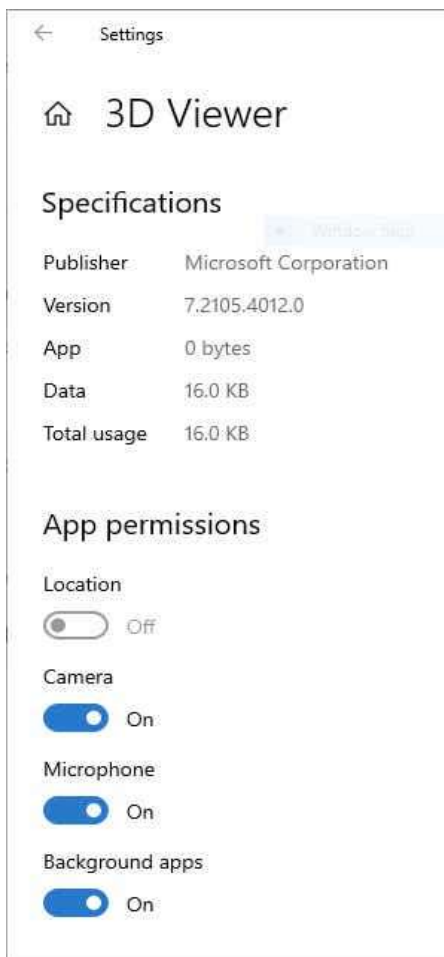 Settings
3D Viewer
Specifications
Publisher Microsoft Corporation
Version 7.2105.4012.0
App 0 bytes
Data 16.0 KB
Total usage 16.0 KB
App permissions
Location
Off
Camera
On
Microphone
On
Background apps
On